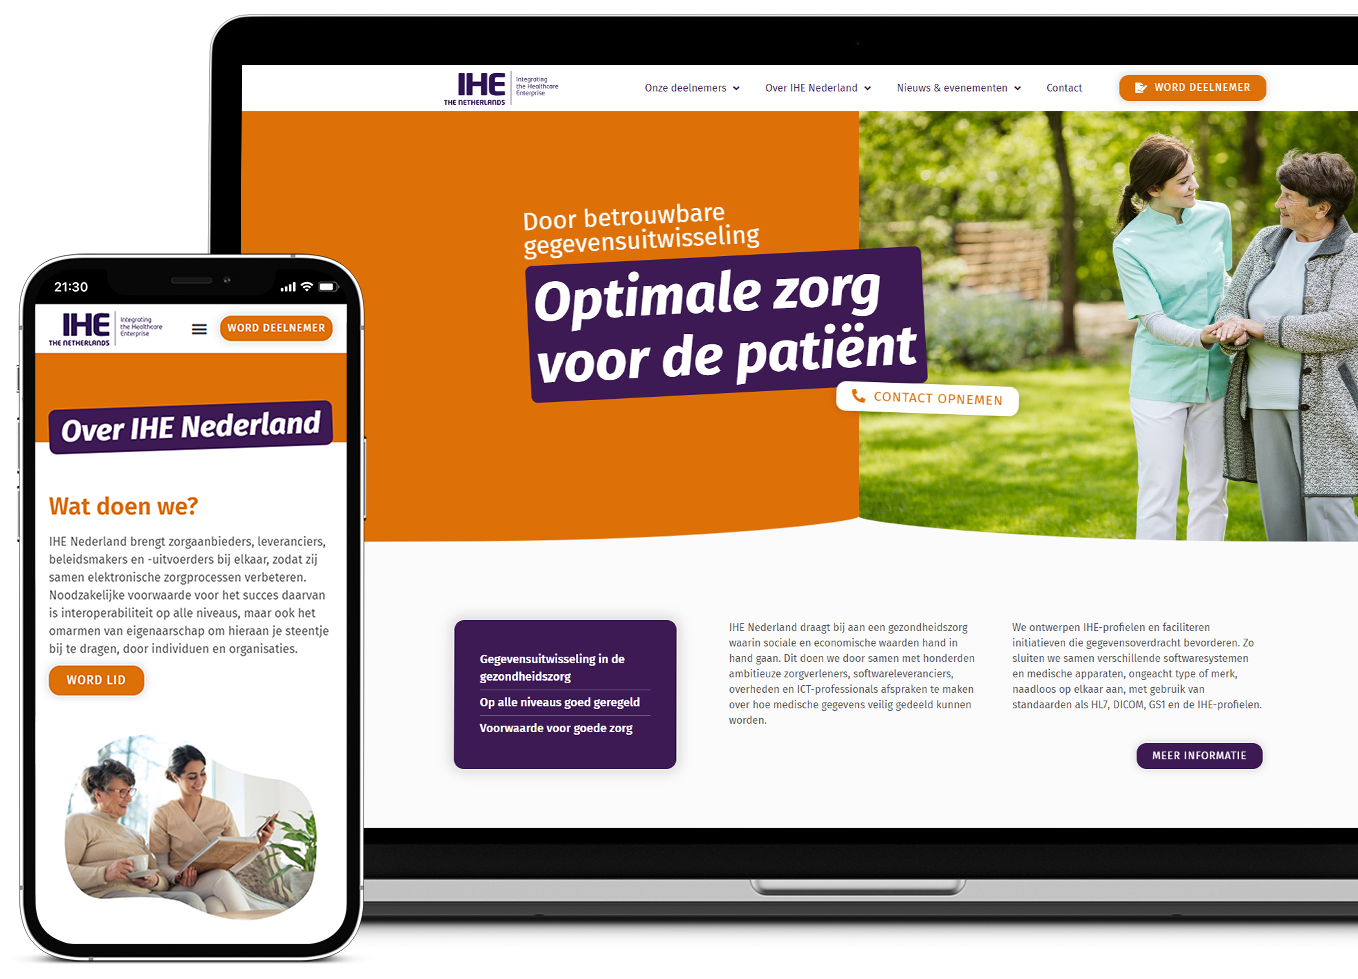 IHE
THE NETHERLANDS
Integrating
the Healthcare
Enterprise
Onze deelnemers
Over IHE Nederland
Nieuws & evenementen
Contact
WORD DEELNEMER
Door betrouwbare
gegevensuitwisseling
Optimale zorg
voor de patiënt
CONTACT OPNEMEN
Gegevensuitwisseling in de
gezondheidszorg
Op alle niveaus goed geregeld
Voorwaarde voor goede zorg
IHE Nederland draagt bij aan een gezondheidszorg
waarin sociale en economische waarden hand in
hand gaan. Dit doen we door samen met honderden
ambitieuze zorgverleners, softwareleveranciers,
overheden en ICT-professionals afspraken te maken
over hoe medische gegevens veilig gedeeld kunnen
worden.
We ontwerpen IHE-profielen en faciliteren
initiatieven die gegevensoverdracht bevorderen. Zo
sluiten we samen verschillende softwaresystemen
en medische apparaten, ongeacht type of merk,
naadloos op elkaar aan, met gebruik van
standaarden als HL7, DICOM, GS1 en de IHE-profielen.
MEER INFORMATIE
21:30
IHE
THE NETHERLANDS
Integrating
the Healthcare
Enterprise
WORD DEELNEMER
Over IHE Nederland
Wat doen we?
IHE Nederland brengt zorgaanbieders, leveranciers,
beleidsmakers en -uitvoerders bij elkaar, zodat zij
samen elektronische zorgprocessen verbeteren.
Noodzakelijke voorwaarde voor het succes daarvan
is interoperabiliteit op alle niveaus, maar ook het
omarmen van eigenaarschap om hieraan je steentje
bij te dragen, door individuen en organisaties.
WORD LID